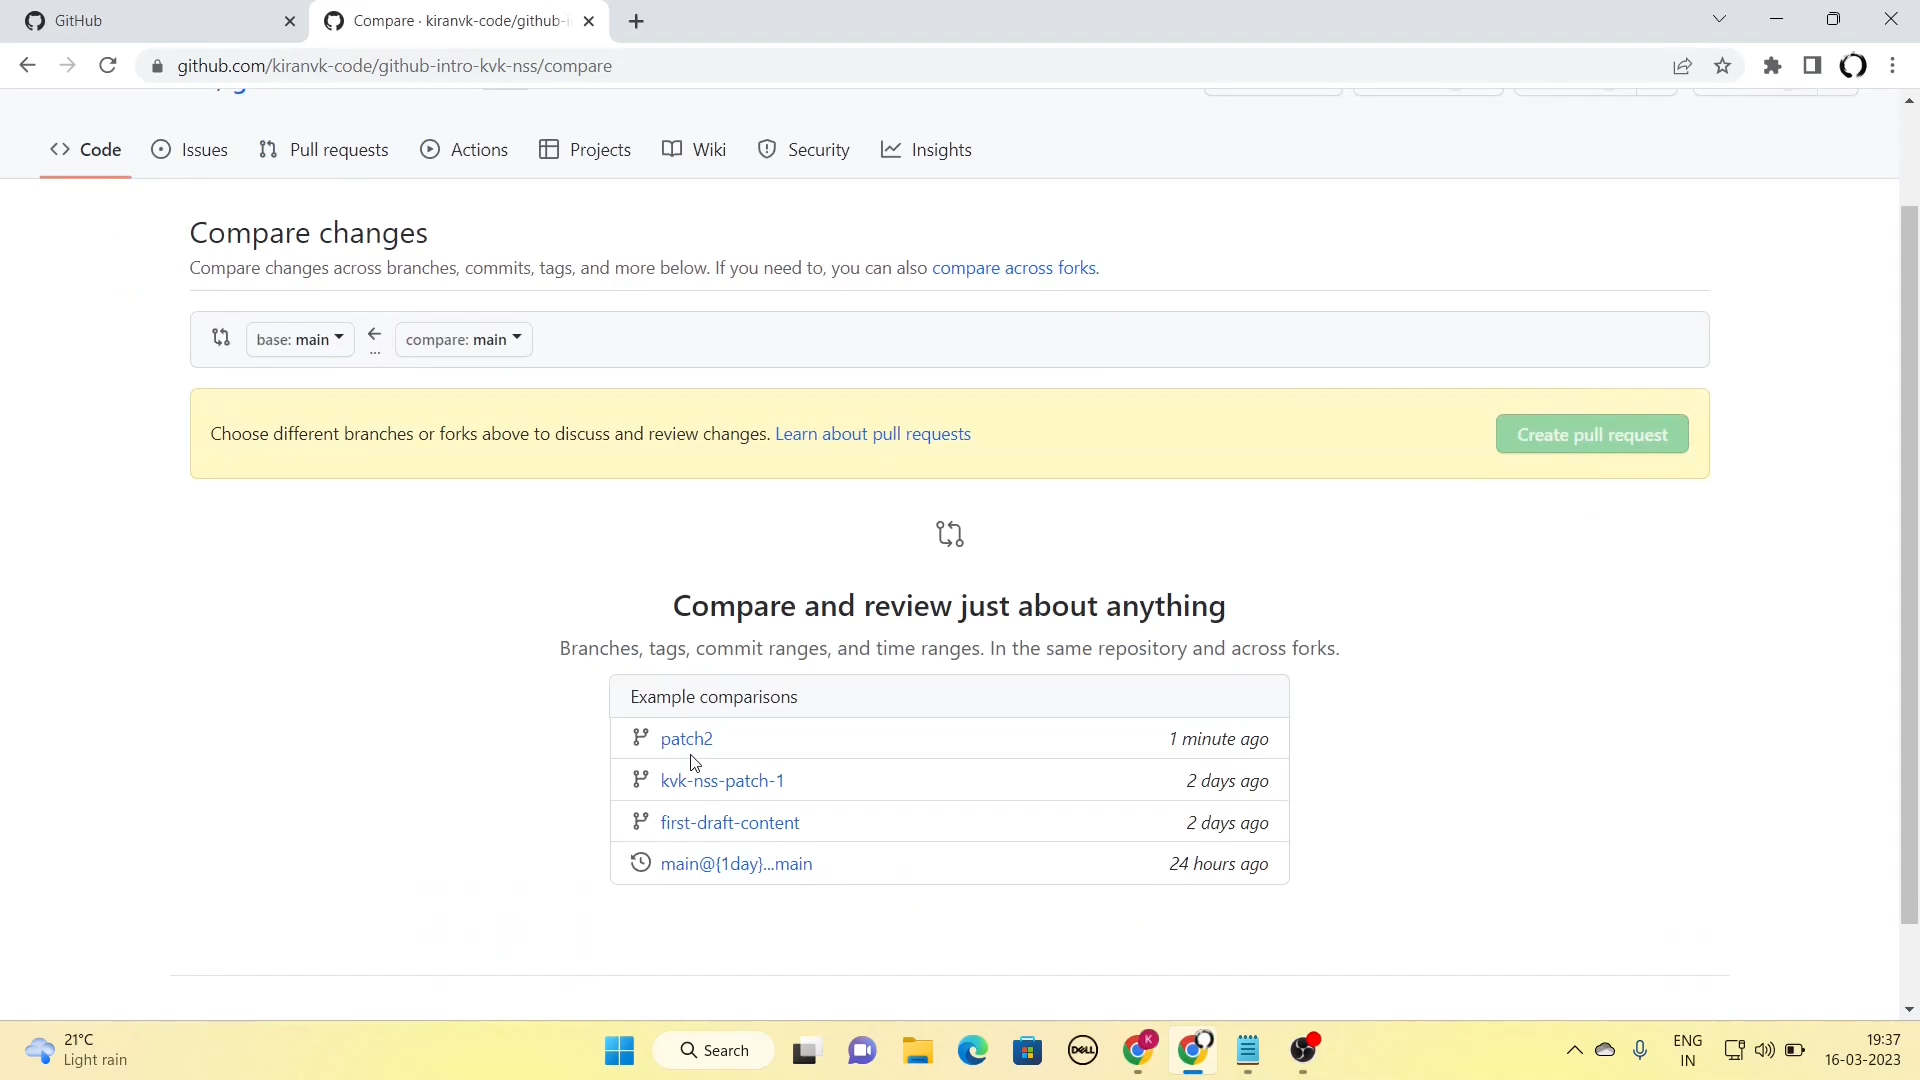 GitHub
Compare · kiranvk-code/github-i
github.com/kiranvk-code/github-intro-kvk-nss/compare
Code
Issues
Pull requests
Actions
Projects
Wiki
Security
Insights
Compare changes
Compare changes across branches, commits, tags, and more below. If you need to, you can also compare across forks.
base: main
...
compare: main
Choose different branches or forks above to discuss and review changes. Learn about pull requests
Create pull request
Compare and review just about anything
Branches, tags, commit ranges, and time ranges. In the same repository and across forks.
Example comparisons
patch2 1 minute ago
kvk-nss-patch-1 2 days ago
first-draft-content 2 days ago
main@{1day}...main 24 hours ago
21°C
Light rain
Search
DELL
K
ENG
IN
19:37
16-03-2023